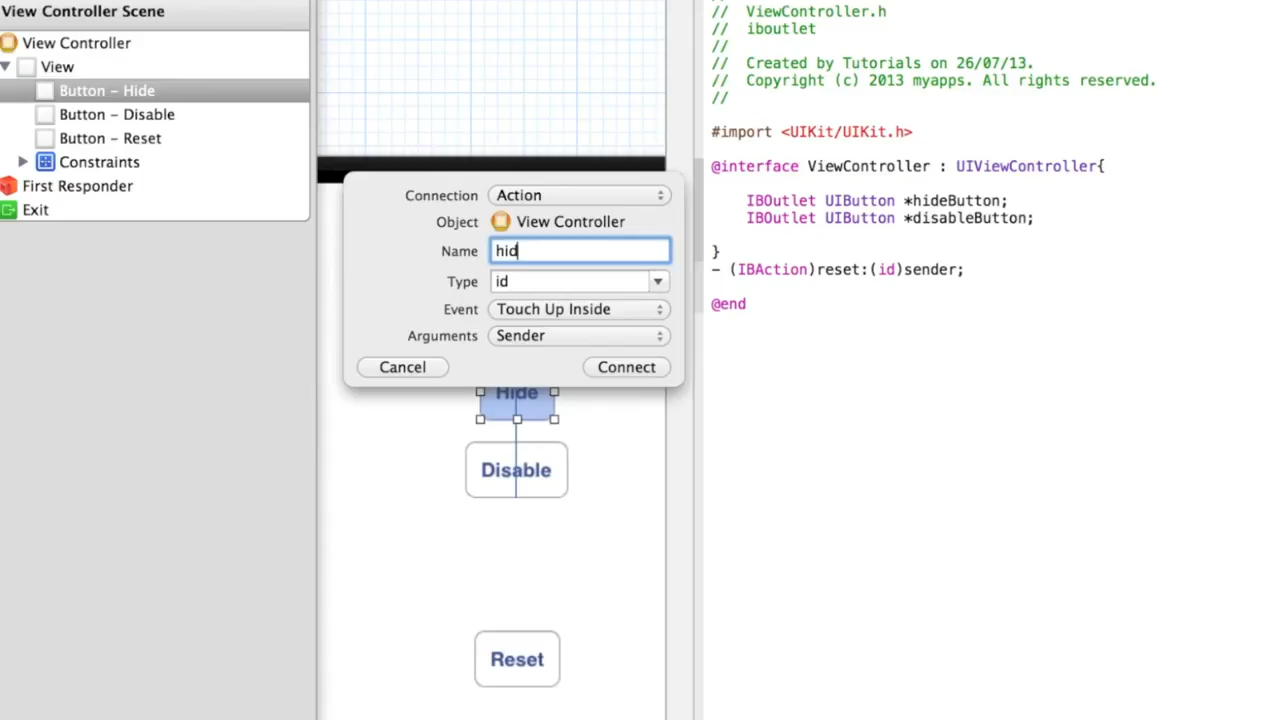 View Controller Scene
View Controller
View
Button - Hide
Button - Disable
Button - Reset
Constraints
First Responder
Exit
Connection Action
Object View Controller
Name hid
Type id
Event Touch Up Inside
Arguments Sender
Cancel Connect
Hide
Disable
Reset
//
// ViewController.h
// iboutlet
//
// Created by Tutorials on 26/07/13.
// Copyright (c) 2013 myapps. All rights reserved.
//
#import <UIKit/UIKit.h>
@interface ViewController : UIViewController{
IBOutlet UIButton *hideButton;
IBOutlet UIButton *disableButton;
}
- (IBAction)reset:(id)sender;
@end